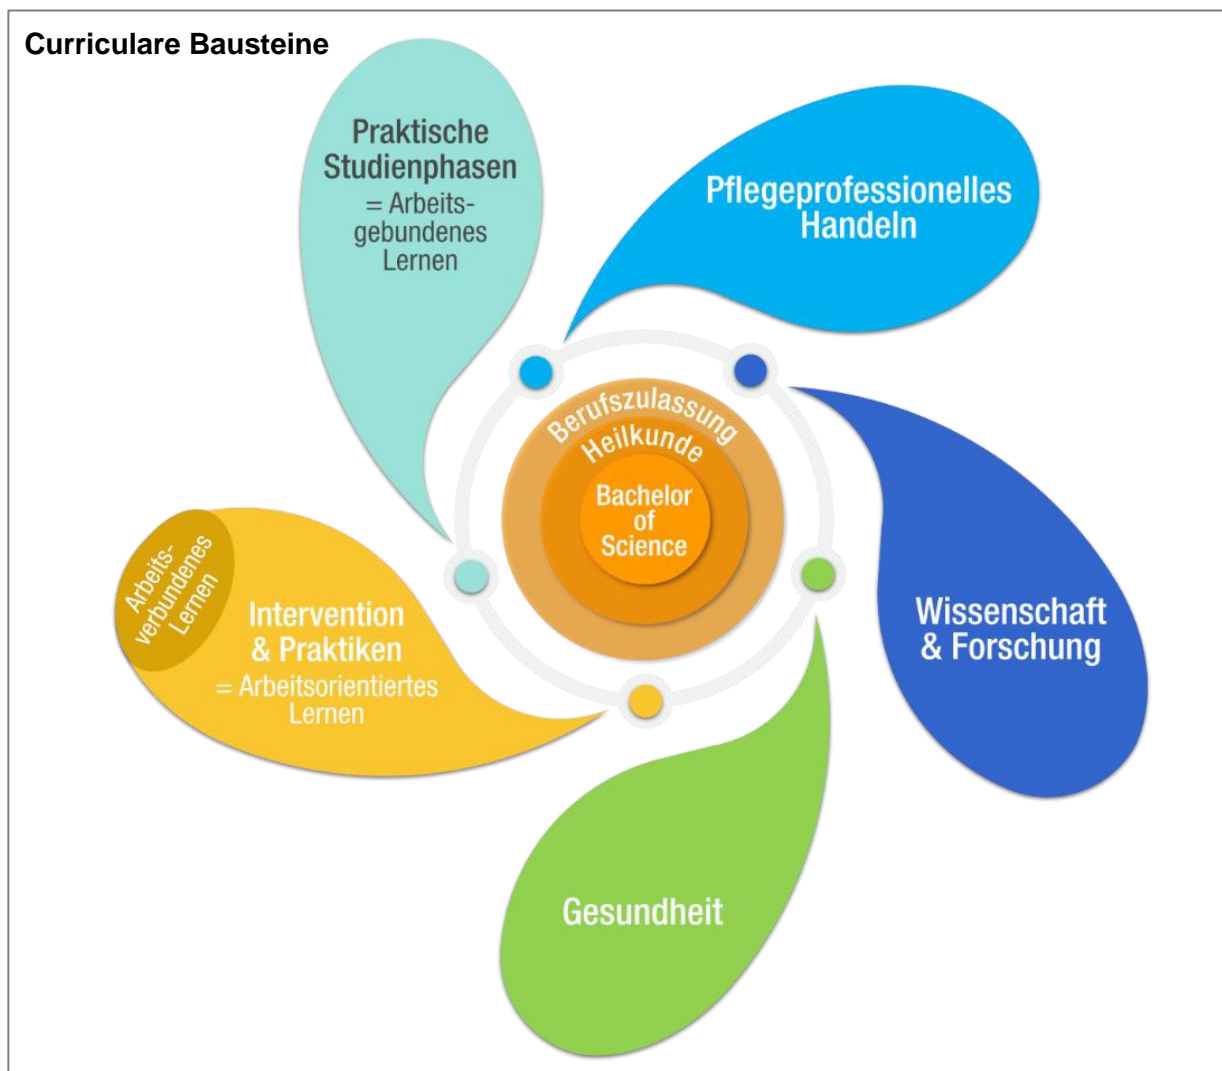 Curriculare Bausteine
Praktische
Studienphasen
= Arbeits-
gebundenes
Lernen
Pflegeprofessionelles
Handeln
Berufszulassung
Heilkunde
Bachelor
of
Science
Arbeits-
verbundenes
Lernen
Intervention
& Praktiken
= Arbeitsorientiertes
Lernen
Wissenschaft
& Forschung
Gesundheit